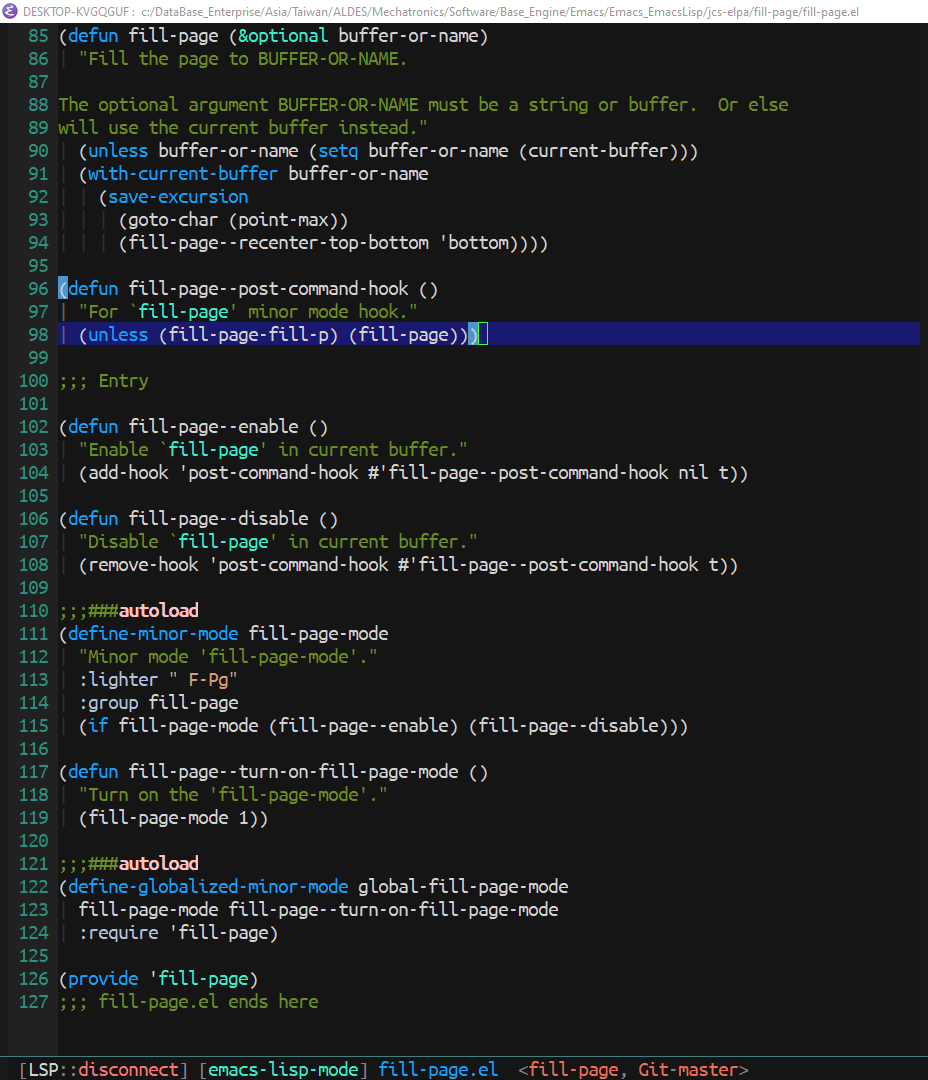 DESKTOP-KVGQGUF : c:/DataBase_Enterprise/Asia/Taiwan/ALDES/Mechatronics/Software/Base_Engine/Emacs/Emacs_EmacsLisp/jcs-elpa/fill-page/fill-page.el
85 (defun fill-page (&optional buffer-or-name)
86   "Fill the page to BUFFER-OR-NAME.
87
88 The optional argument BUFFER-OR-NAME must be a string or buffer.  Or else
89 will use the current buffer instead."
90   (unless buffer-or-name (setq buffer-or-name (current-buffer)))
91   (with-current-buffer buffer-or-name
92     (save-excursion
93       (goto-char (point-max))
94       (fill-page--recenter-top-bottom 'bottom))))
95
96 (defun fill-page--post-command-hook ()
97   "For `fill-page' minor mode hook."
98   (unless (fill-page-fill-p) (fill-page)))
99
100 ;;; Entry
101
102 (defun fill-page--enable ()
103   "Enable `fill-page' in current buffer."
104   (add-hook 'post-command-hook #'fill-page--post-command-hook nil t))
105
106 (defun fill-page--disable ()
107   "Disable `fill-page' in current buffer."
108   (remove-hook 'post-command-hook #'fill-page--post-command-hook t))
109
110 ;;;###autoload
111 (define-minor-mode fill-page-mode
112   "Minor mode 'fill-page-mode'."
113   :lighter " F-Pg"
114   :group fill-page
115   (if fill-page-mode (fill-page--enable) (fill-page--disable)))
116
117 (defun fill-page--turn-on-fill-page-mode ()
118   "Turn on the 'fill-page-mode'."
119   (fill-page-mode 1))
120
121 ;;;###autoload
122 (define-globalized-minor-mode global-fill-page-mode
123   fill-page-mode fill-page--turn-on-fill-page-mode
124   :require 'fill-page)
125
126 (provide 'fill-page)
127 ;;; fill-page.el ends here
[LSP::disconnect] [emacs-lisp-mode] fill-page.el  <fill-page, Git-master>